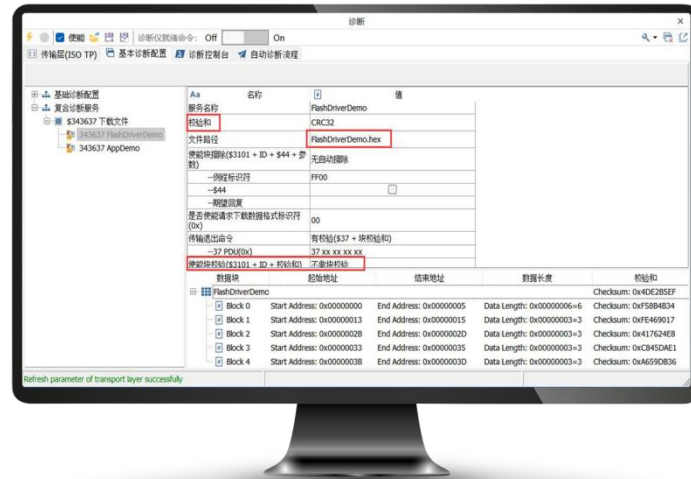 诊断
使能 诊断仪就绪命令: Off On
传输层(ISO TP) 基本诊断配置 诊断控制台 自动诊断流程
基础诊断配置
复合诊断服务
$343637 下载文件
343637 FlashDriverDemo
343637 AppDemo
Aa 名称 # 值
服务名称 FlashDriverDemo
校验和 CRC32
文件路径 FlashDriverDemo.hex
使能块擦除($3101 + ID + $44 + 参数) 无自动擦除
--例程标识符 FF00
--$44
--期望回复
是否使能请求下载数据格式标识符(0x) 00
传输退出命令 有校验($37 + 块校验和)
--37 PDU(0x) 37 xx xx xx xx
使能块校验($3101 + ID + 校验和) 不做块校验
数据块 起始地址 结束地址 数据长度 校验和
FlashDriverDemo Checksum: 0x4DE2B5EF
Block 0 Start Address: 0x00000000 End Address: 0x00000005 Data Length: 0x00000006=6 Checksum: 0xF58B4B34
Block 1 Start Address: 0x00000013 End Address: 0x00000015 Data Length: 0x00000003=3 Checksum: 0xFE469017
Block 2 Start Address: 0x0000002B End Address: 0x0000002D Data Length: 0x00000003=3 Checksum: 0x417624E8
Block 3 Start Address: 0x00000033 End Address: 0x00000035 Data Length: 0x00000003=3 Checksum: 0xC845DAE1
Block 4 Start Address: 0x0000003B End Address: 0x0000003D Data Length: 0x00000003=3 Checksum: 0xA659DB36
Refresh parameter of transport layer successfully